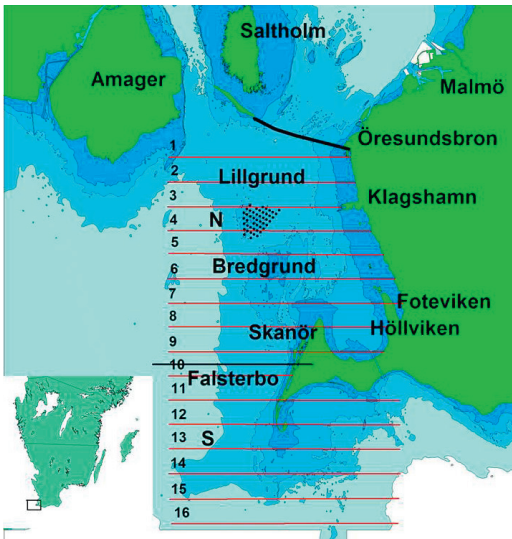 Saltholm
Amager
Malmö
Öresundsbron
1
2
Lillgrund
3
Klagshamn
4
N
5
Bredgrund
6
7
Foteviken
8
Skanör
Höllviken
9
10
Falsterbo
11
12
13
S
14
15
16